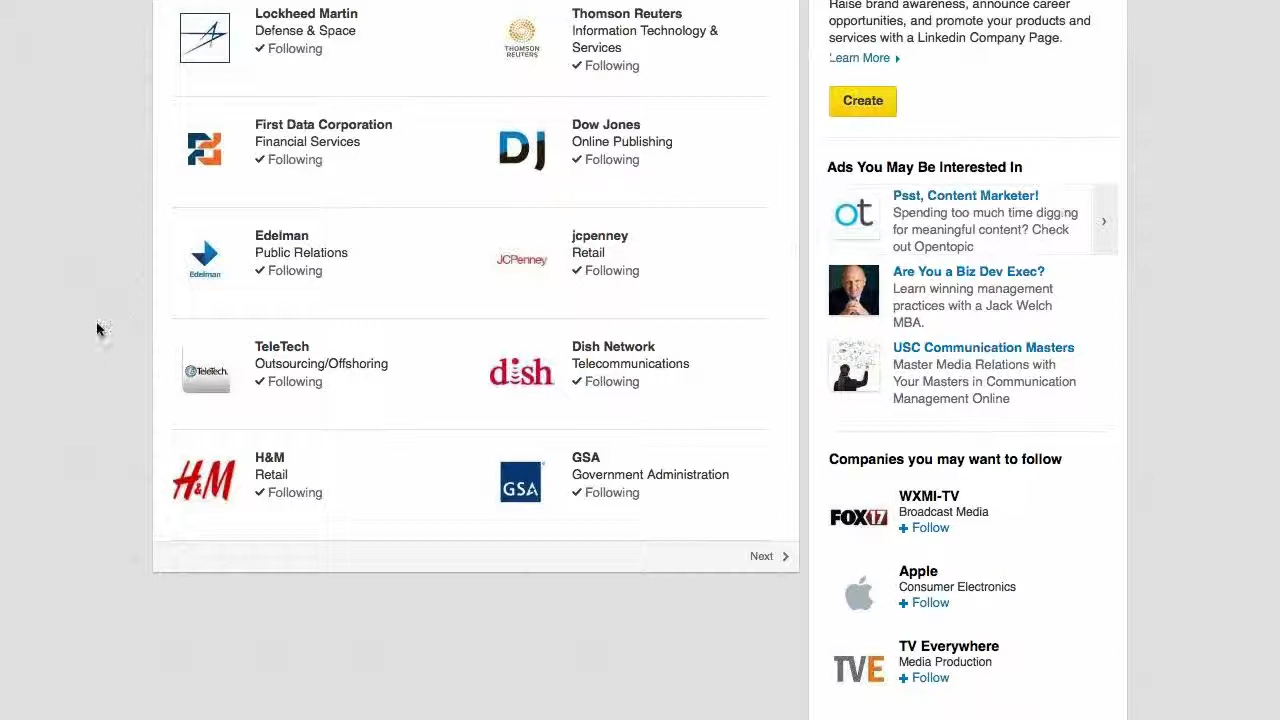 Lockheed Martin
Defense & Space
Following
THOMSON
REUTERS
Thomson Reuters
Information Technology &
Services
Following
First Data Corporation
Financial Services
Following
DJ
Dow Jones
Online Publishing
Following
Edelman
Edelman
Public Relations
Following
JCPenney
jcpenney
Retail
Following
TeleTech.
TeleTech
Outsourcing/Offshoring
Following
dish
Dish Network
Telecommunications
Following
H&M
H&M
Retail
Following
GSA
GSA
Government Administration
Following
Next
Raise brand awareness, announce career
opportunities, and promote your products and
services with a Linkedin Company Page.
Learn More
Create
Ads You May Be Interested In
ot
Psst, Content Marketer!
Spending too much time digging
for meaningful content? Check
out Opentopic
Are You a Biz Dev Exec?
Learn winning management
practices with a Jack Welch
MBA.
USC Communication Masters
Master Media Relations with
Your Masters in Communication
Management Online
Companies you may want to follow
FOX17
WXMI-TV
Broadcast Media
Follow
Apple
Consumer Electronics
Follow
TVE
TV Everywhere
Media Production
Follow